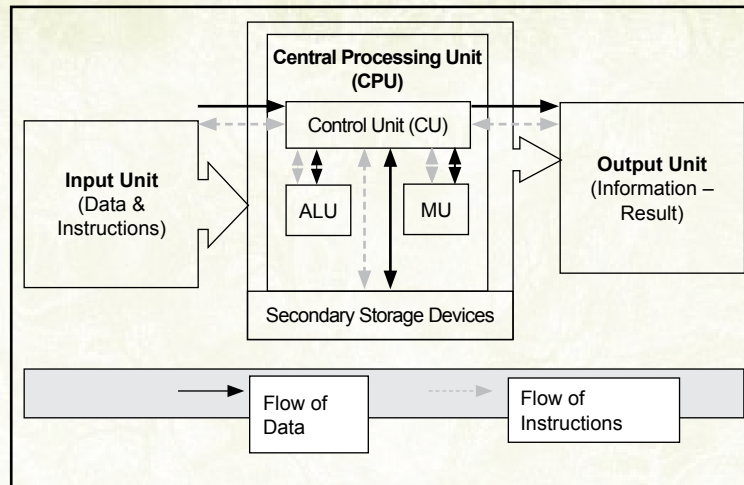 Central Processing Unit
(CPU)
Control Unit (CU)
Input Unit
(Data &
Instructions)
ALU
MU
Output Unit
(Information –
Result)
Secondary Storage Devices
Flow of
Data
Flow of
Instructions